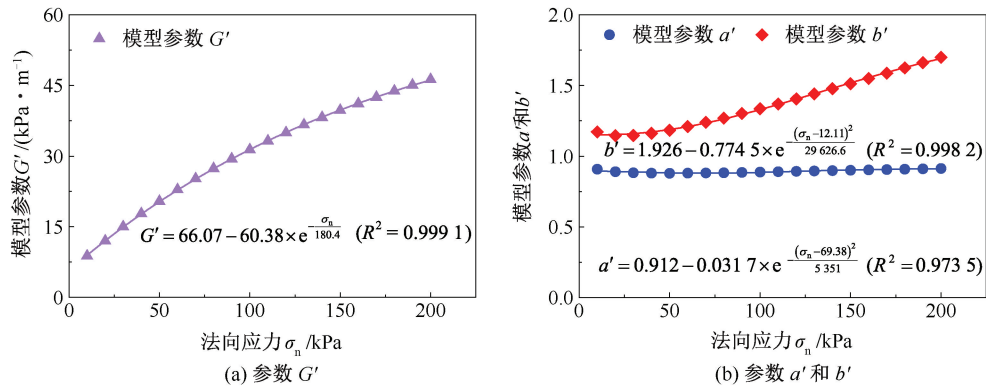 60
45
30
15
0
模型参数G′/(kPa·m⁻¹)
模型参数 G′
G′=66.07−60.38×e^{−σₙ/180.4} (R²=0.999 1)
0
50
100
150
200
法向应力σₙ/kPa
(a) 参数 G′
2.0
1.5
1.0
0.5
0.0
模型参数a′和b′
模型参数 a′
模型参数 b′
b′=1.926−0.774 5×e^{−(σₙ−12.11)²/29 626.6} (R²=0.998 2)
a′=0.912−0.031 7×e^{−(σₙ−69.38)²/5 351} (R²=0.973 5)
0
50
100
150
200
法向应力σₙ/kPa
(b) 参数 a′ 和 b′